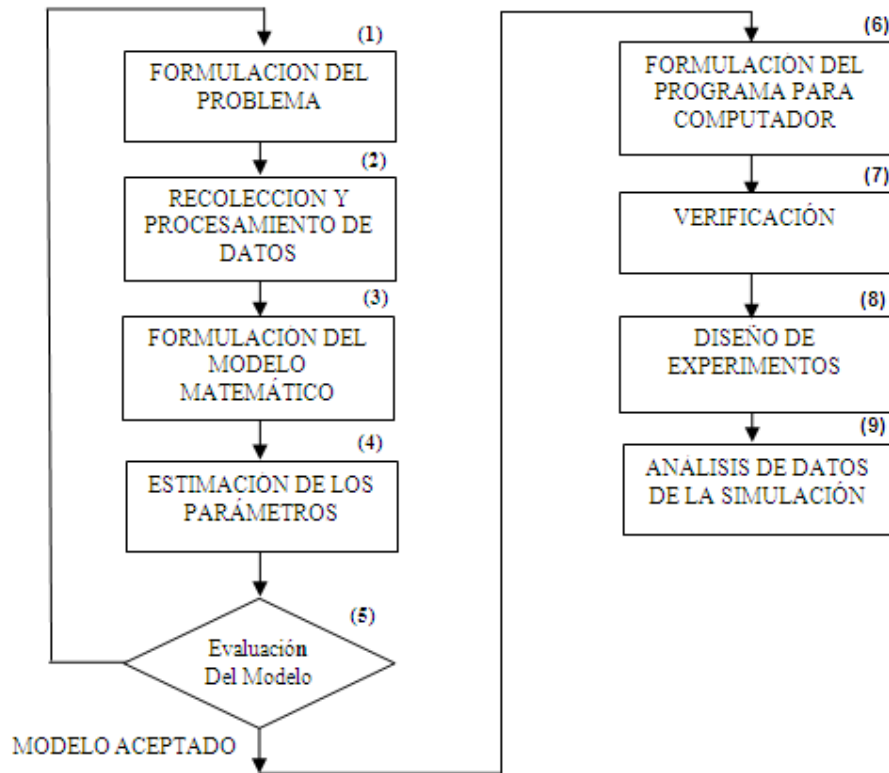 (1)
FORMULACION DEL
PROBLEMA
(2)
RECOLECCION Y
PROCESAMIENTO DE
DATOS
(3)
FORMULACIÓN DEL
MODELO
MATEMÁTICO
(4)
ESTIMACIÓN DE LOS
PARÁMETROS
(5)
Evaluación
Del Modelo
MODELO ACEPTADO
(6)
FORMULACIÓN DEL
PROGRAMA PARA
COMPUTADOR
(7)
VERIFICACIÓN
(8)
DISEÑO DE
EXPERIMENTOS
(9)
ANÁLISIS DE DATOS
DE LA SIMULACIÓN